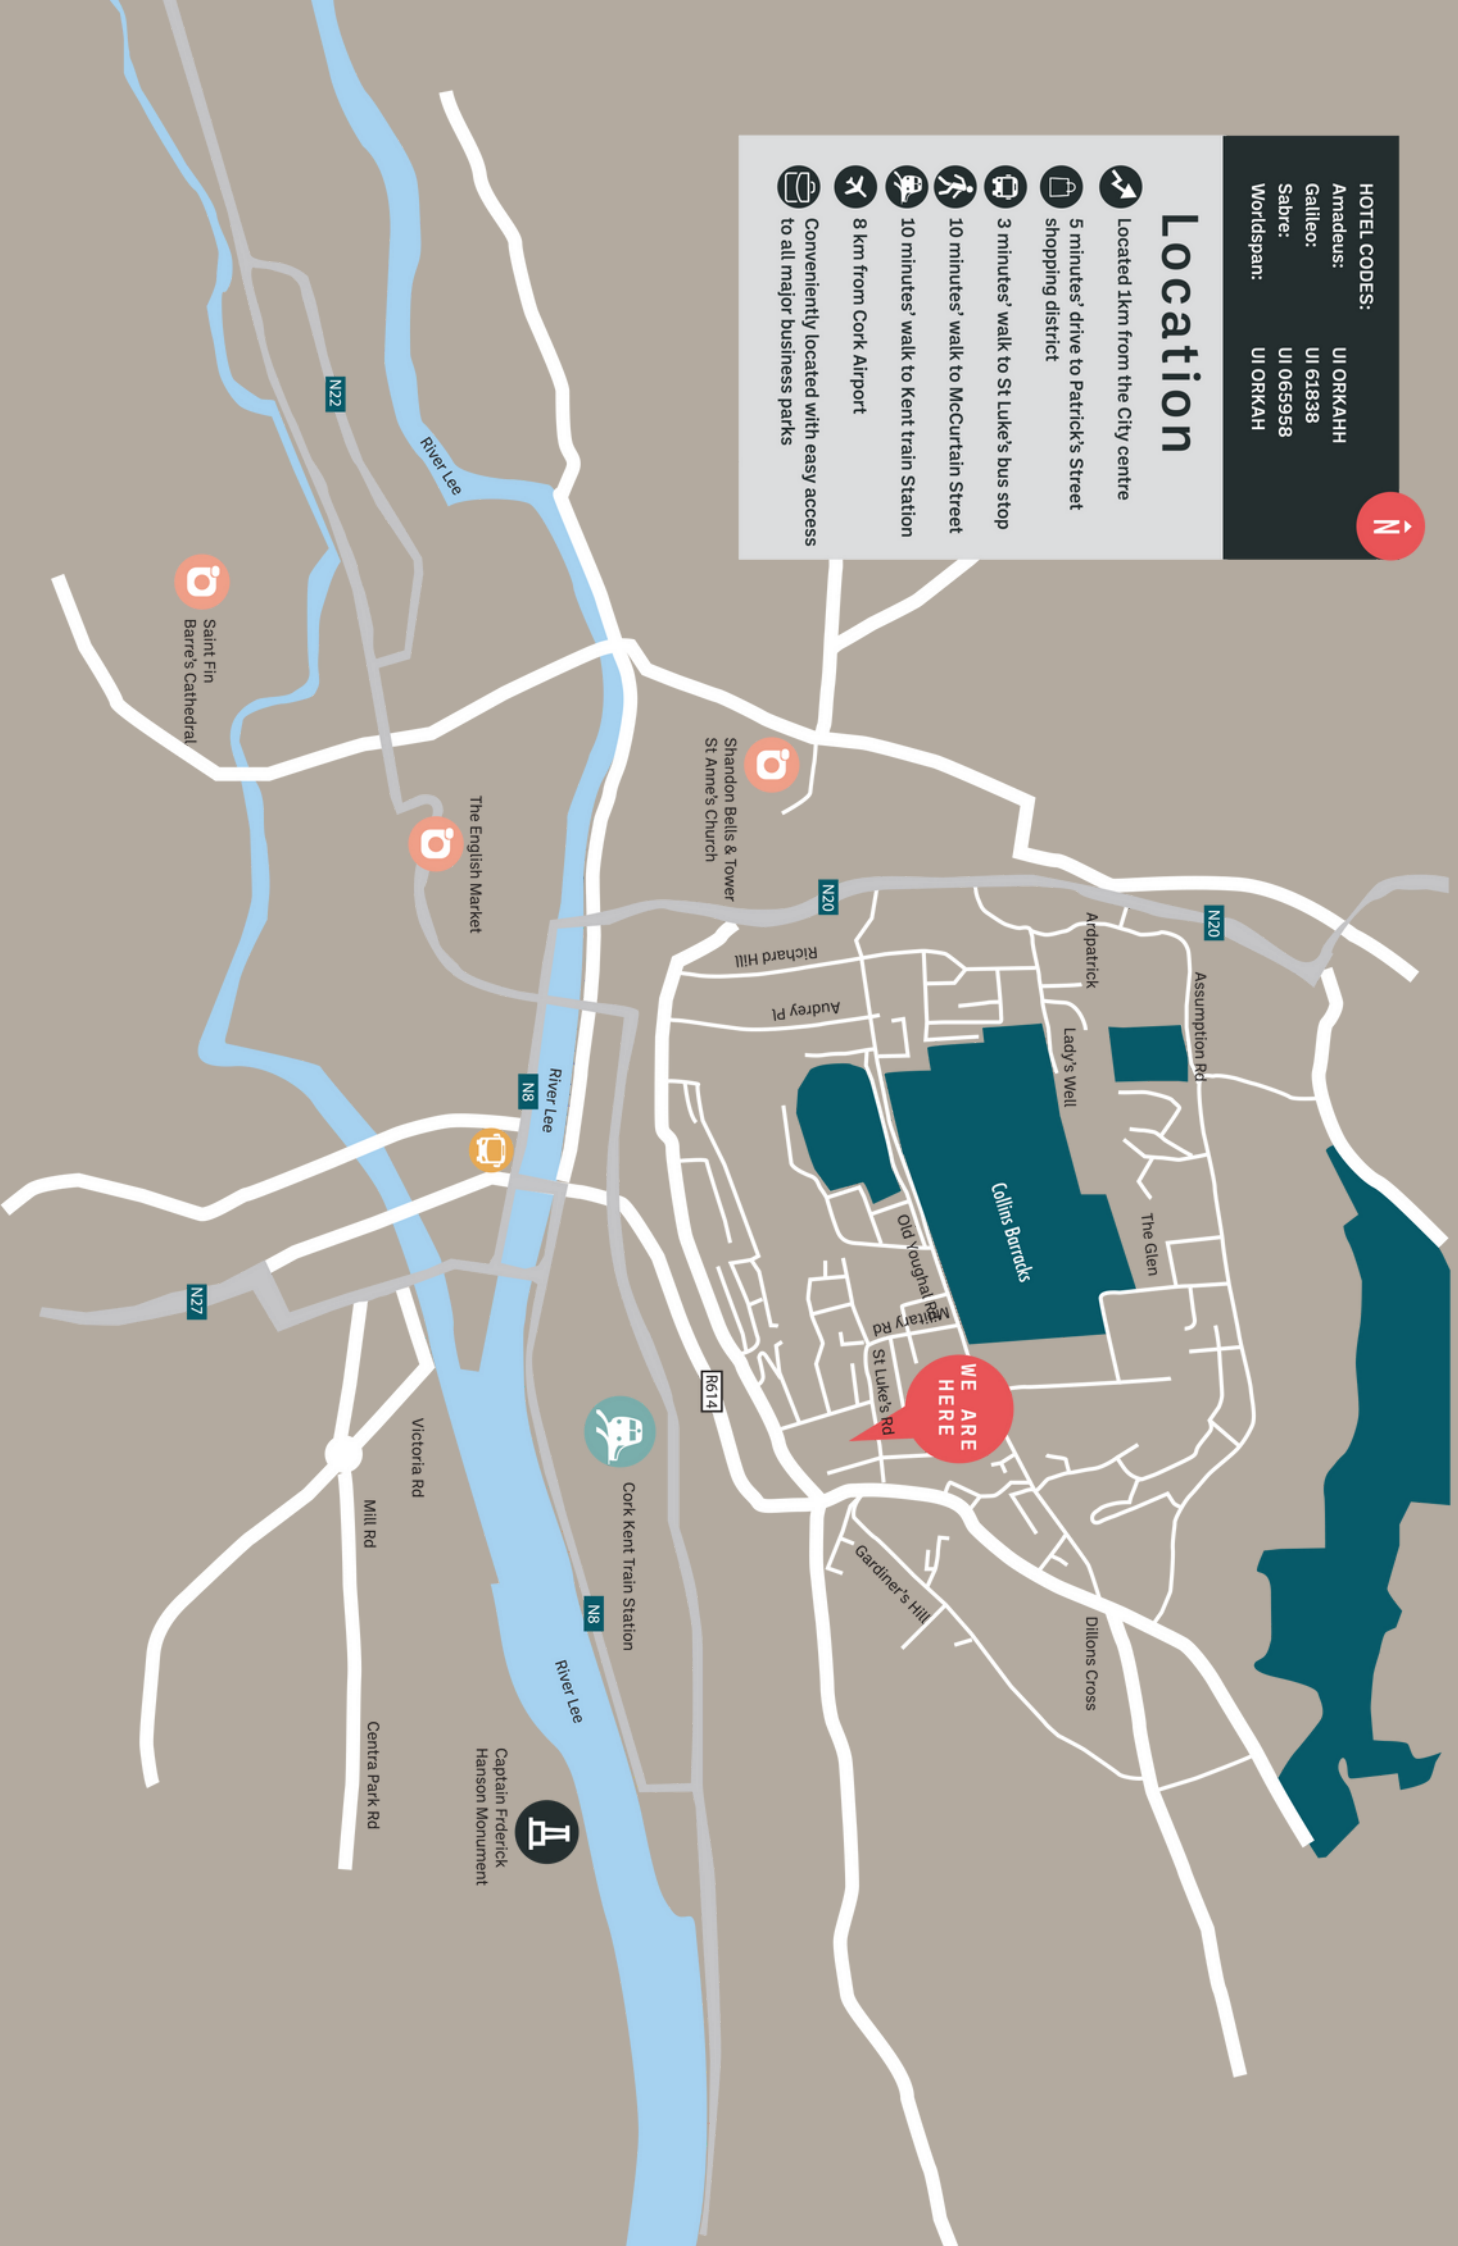 HOTEL CODES:
Amadeus: UI ORKAHH
Galileo: UI 61838
Sabre: UI 065958
Worldspan: UI ORKAH
N
Location
Located 1km from the City centre
5 minutes’ drive to Patrick’s Street
shopping district
3 minutes’ walk to St Luke’s bus stop
10 minutes’ walk to McCurtain Street
10 minutes’ walk to Kent train Station
8 km from Cork Airport
Conveniently located with easy access
to all major business parks
N20
Assumption Rd
Ardpatrick
Lady’s Well
The Glen
Collins Barracks
N20
Richard Hill
Audrey Pl
Old Youghal Rd
Military Rd
St Luke’s Rd
WE ARE
HERE
Dillons Cross
Gardiner’s Hill
Shandon Bells & Tower
St Anne’s Church
R614
Cork Kent Train Station
N8
River Lee
River Lee
N8
River Lee
The English Market
Captain Frderick
Hanson Monument
N22
Victoria Rd
Mill Rd
Centra Park Rd
Saint Fin
Barre’s Cathedral
N27